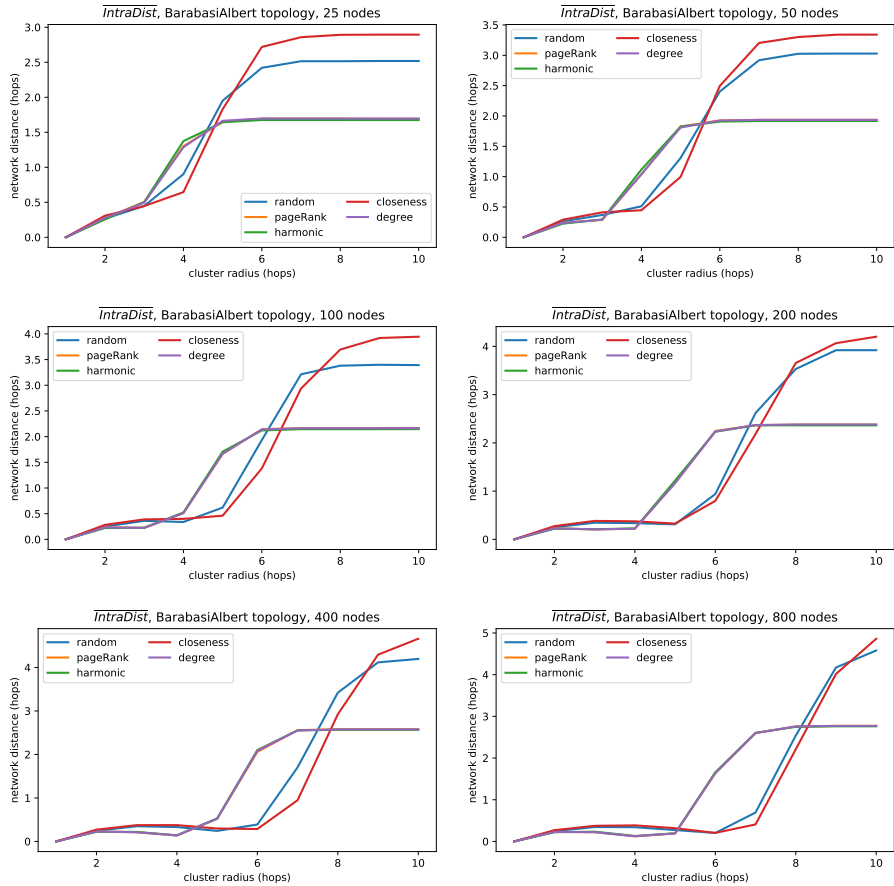 IntraDist, BarabasiAlbert topology, 25 nodes
network distance (hops)
3.0
2.5
2.0
1.5
1.0
0.5
0.0
random
pageRank
harmonic
closeness
degree
2 4 6 8 10
cluster radius (hops)
IntraDist, BarabasiAlbert topology, 50 nodes
network distance (hops)
3.5
3.0
2.5
2.0
1.5
1.0
0.5
0.0
random
pageRank
harmonic
closeness
degree
2 4 6 8 10
cluster radius (hops)
IntraDist, BarabasiAlbert topology, 100 nodes
network distance (hops)
4.0
3.5
3.0
2.5
2.0
1.5
1.0
0.5
0.0
random
pageRank
harmonic
closeness
degree
2 4 6 8 10
cluster radius (hops)
IntraDist, BarabasiAlbert topology, 200 nodes
network distance (hops)
4
3
2
1
0
random
pageRank
harmonic
closeness
degree
2 4 6 8 10
cluster radius (hops)
IntraDist, BarabasiAlbert topology, 400 nodes
network distance (hops)
4
3
2
1
0
random
pageRank
harmonic
closeness
degree
2 4 6 8 10
cluster radius (hops)
IntraDist, BarabasiAlbert topology, 800 nodes
network distance (hops)
5
4
3
2
1
0
random
pageRank
harmonic
closeness
degree
2 4 6 8 10
cluster radius (hops)